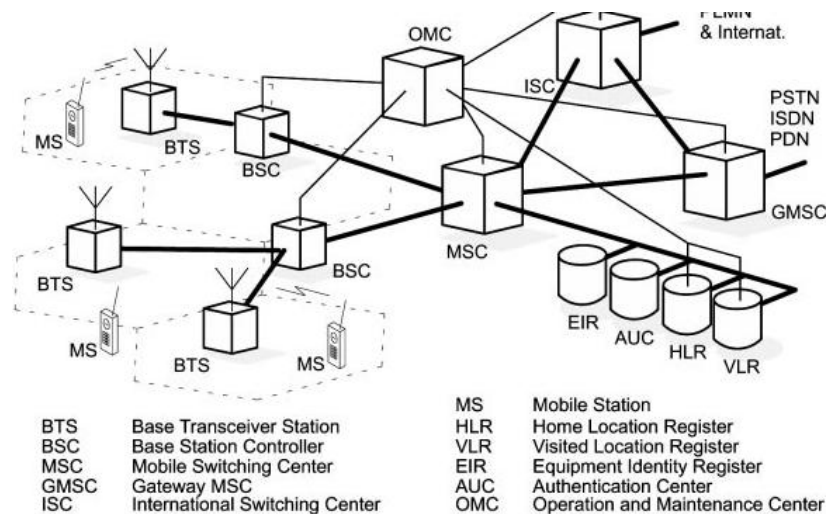 PLMN
& Internat.
OMC
ISC
PSTN
ISDN
PDN
MS
BTS
BSC
GMSC
MSC
BTS
BSC
EIR
AUC
HLR
VLR
MS
BTS
MS
BTS Base Transceiver Station
BSC Base Station Controller
MSC Mobile Switching Center
GMSC Gateway MSC
ISC International Switching Center
MS Mobile Station
HLR Home Location Register
VLR Visited Location Register
EIR Equipment Identity Register
AUC Authentication Center
OMC Operation and Maintenance Center